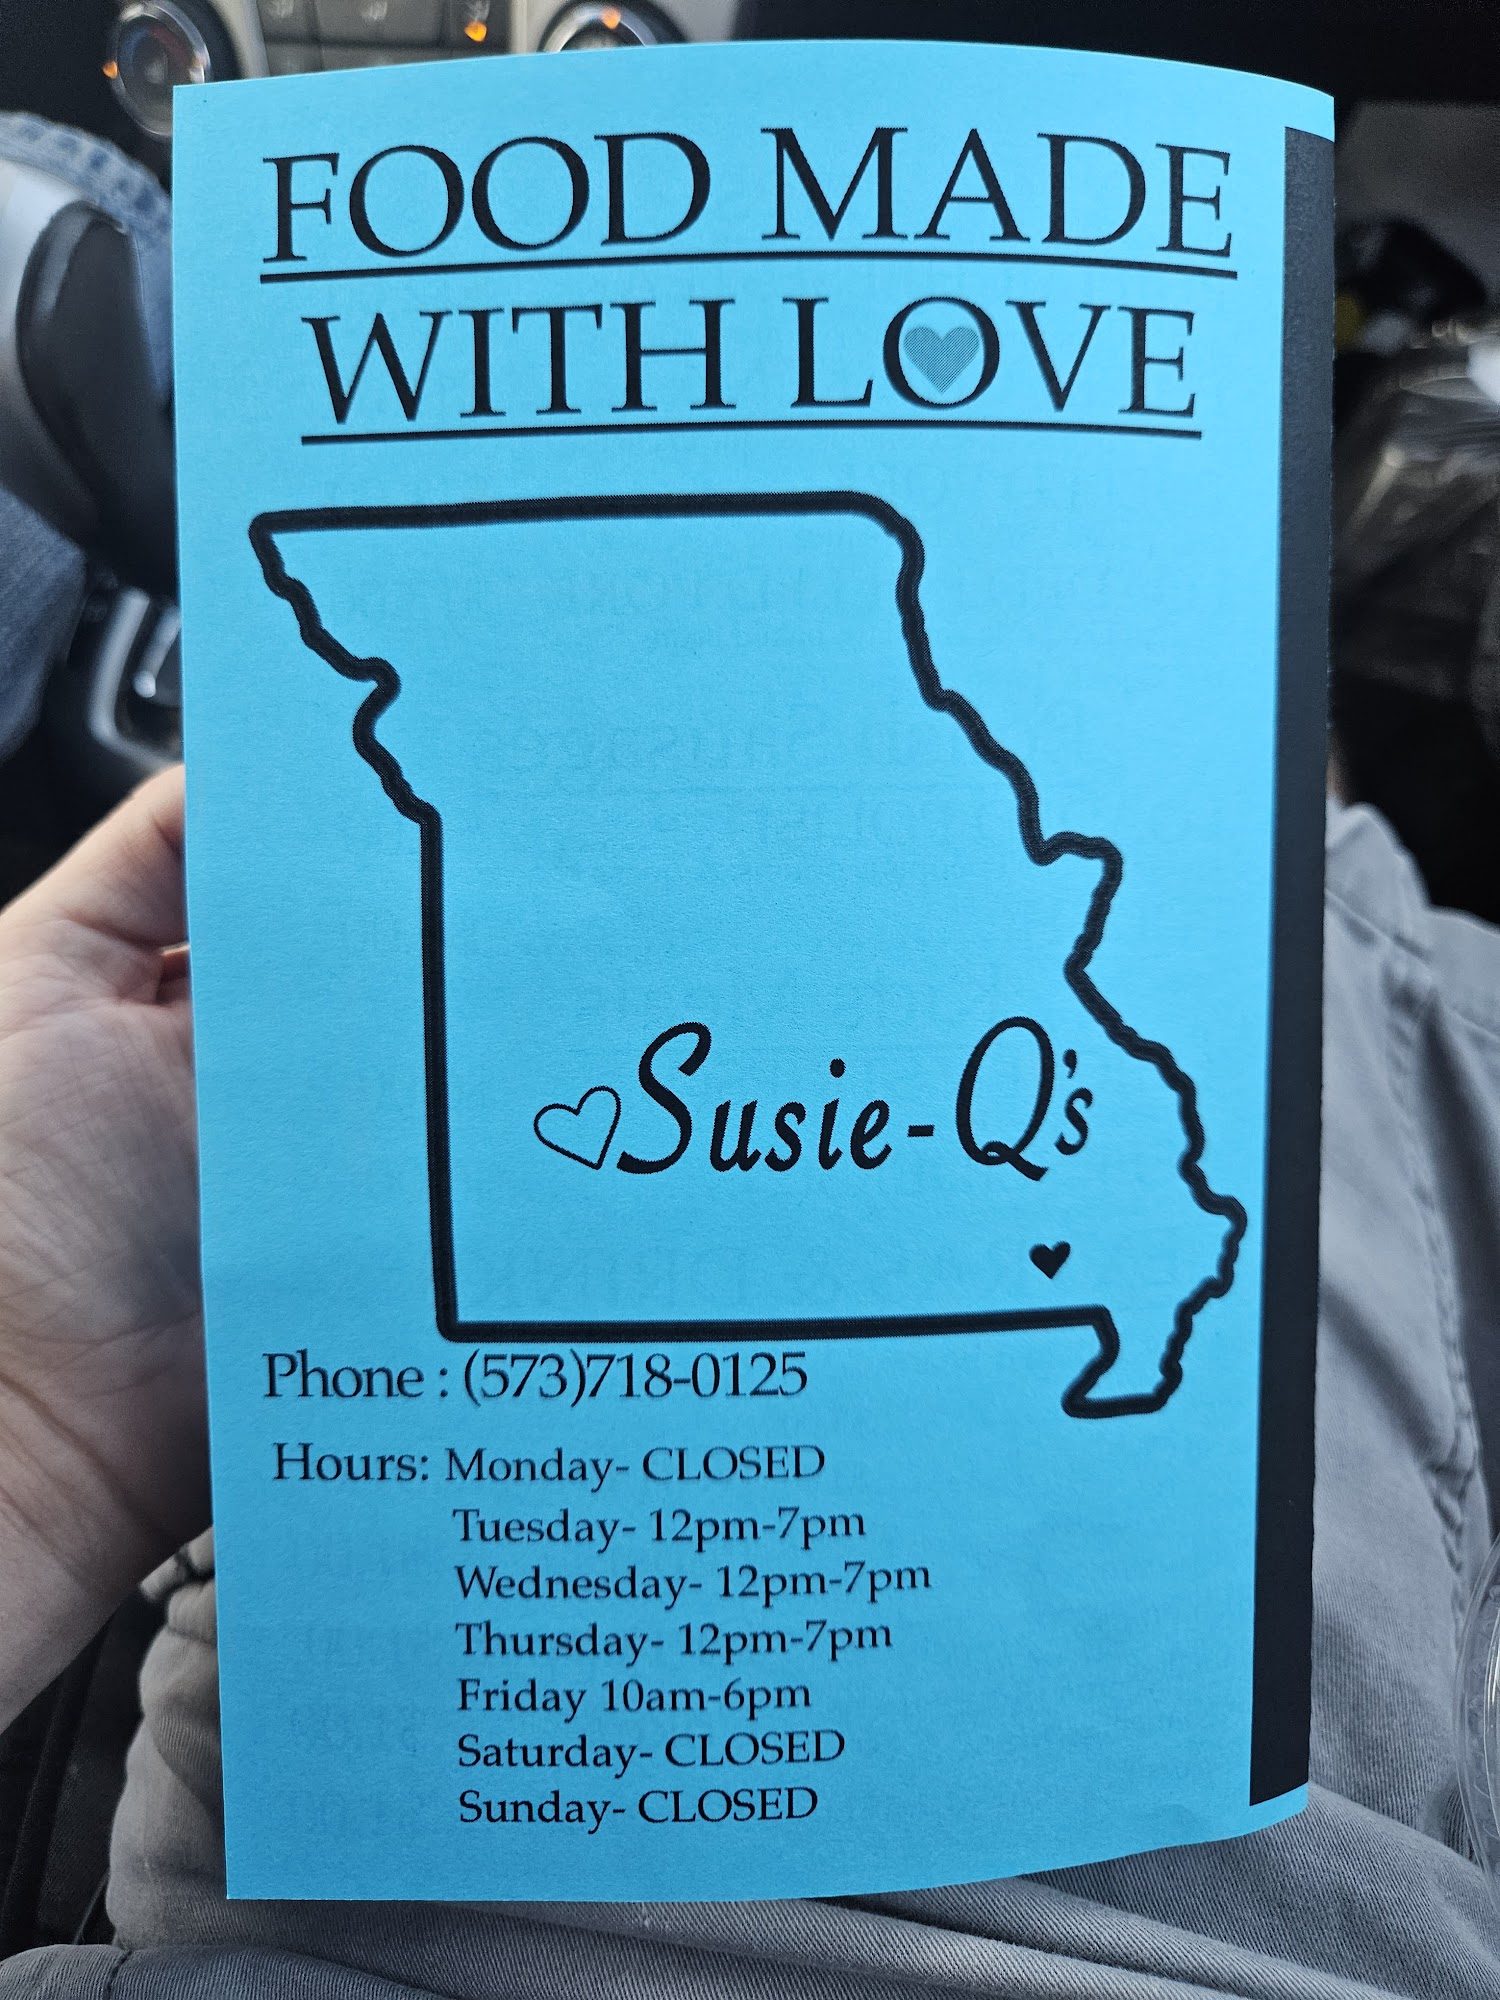 FOOD MADE
WITH LOVE
Susie-Q's
Phone : (573)718-0125
Hours: Monday- CLOSED
Tuesday- 12pm-7pm
Wednesday- 12pm-7pm
Thursday- 12pm-7pm
Friday 10am-6pm
Saturday- CLOSED
Sunday- CLOSED